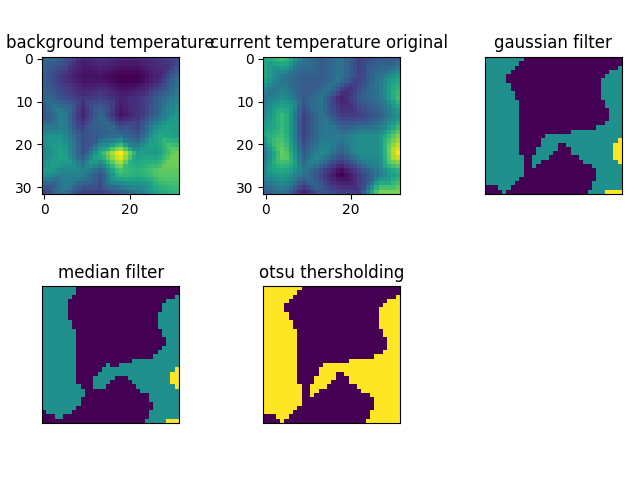 background temperature
current temperature original
gaussian filter
0
10
20
30
0
20
0
10
20
30
0
20
median filter
otsu thersholding